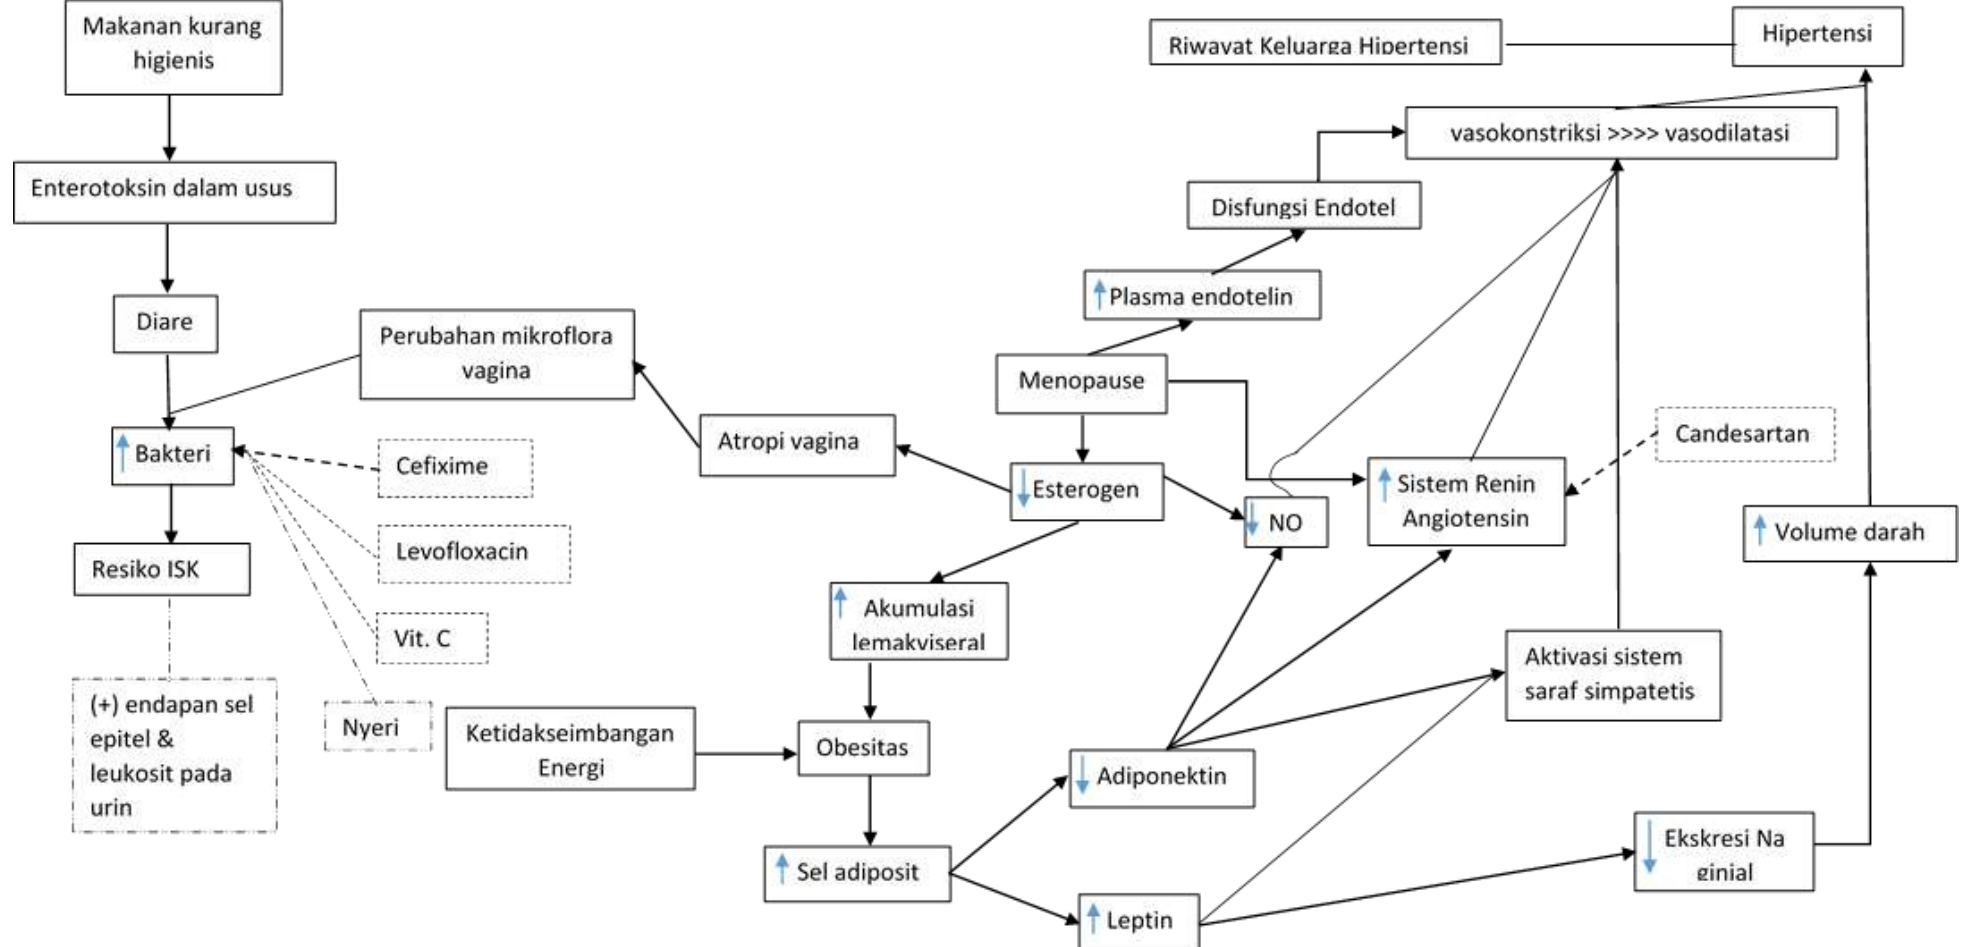 Makanan kurang
higienis
Enterotoksin dalam usus
Diare
Perubahan mikroflora
vagina
Atropi vagina
Bakteri
Cefixime
Levofloxacin
Vit. C
Nyeri
Resiko ISK
(+) endapan sel
epitel &
leukosit pada
urin
Riwayat Keluarga Hipertensi
Hipertensi
vasokonstriksi >>>> vasodilatasi
Disfungsi Endotel
Plasma endotelin
Menopause
Esterogen
NO
Sistem Renin
Angiotensin
Candesartan
Volume darah
Akumulasi
lemakviseral
Ketidakseimbangan
Energi
Obesitas
Sel adiposit
Adiponektin
Leptin
Aktivasi sistem
saraf simpatetis
Ekskresi Na
ginjal